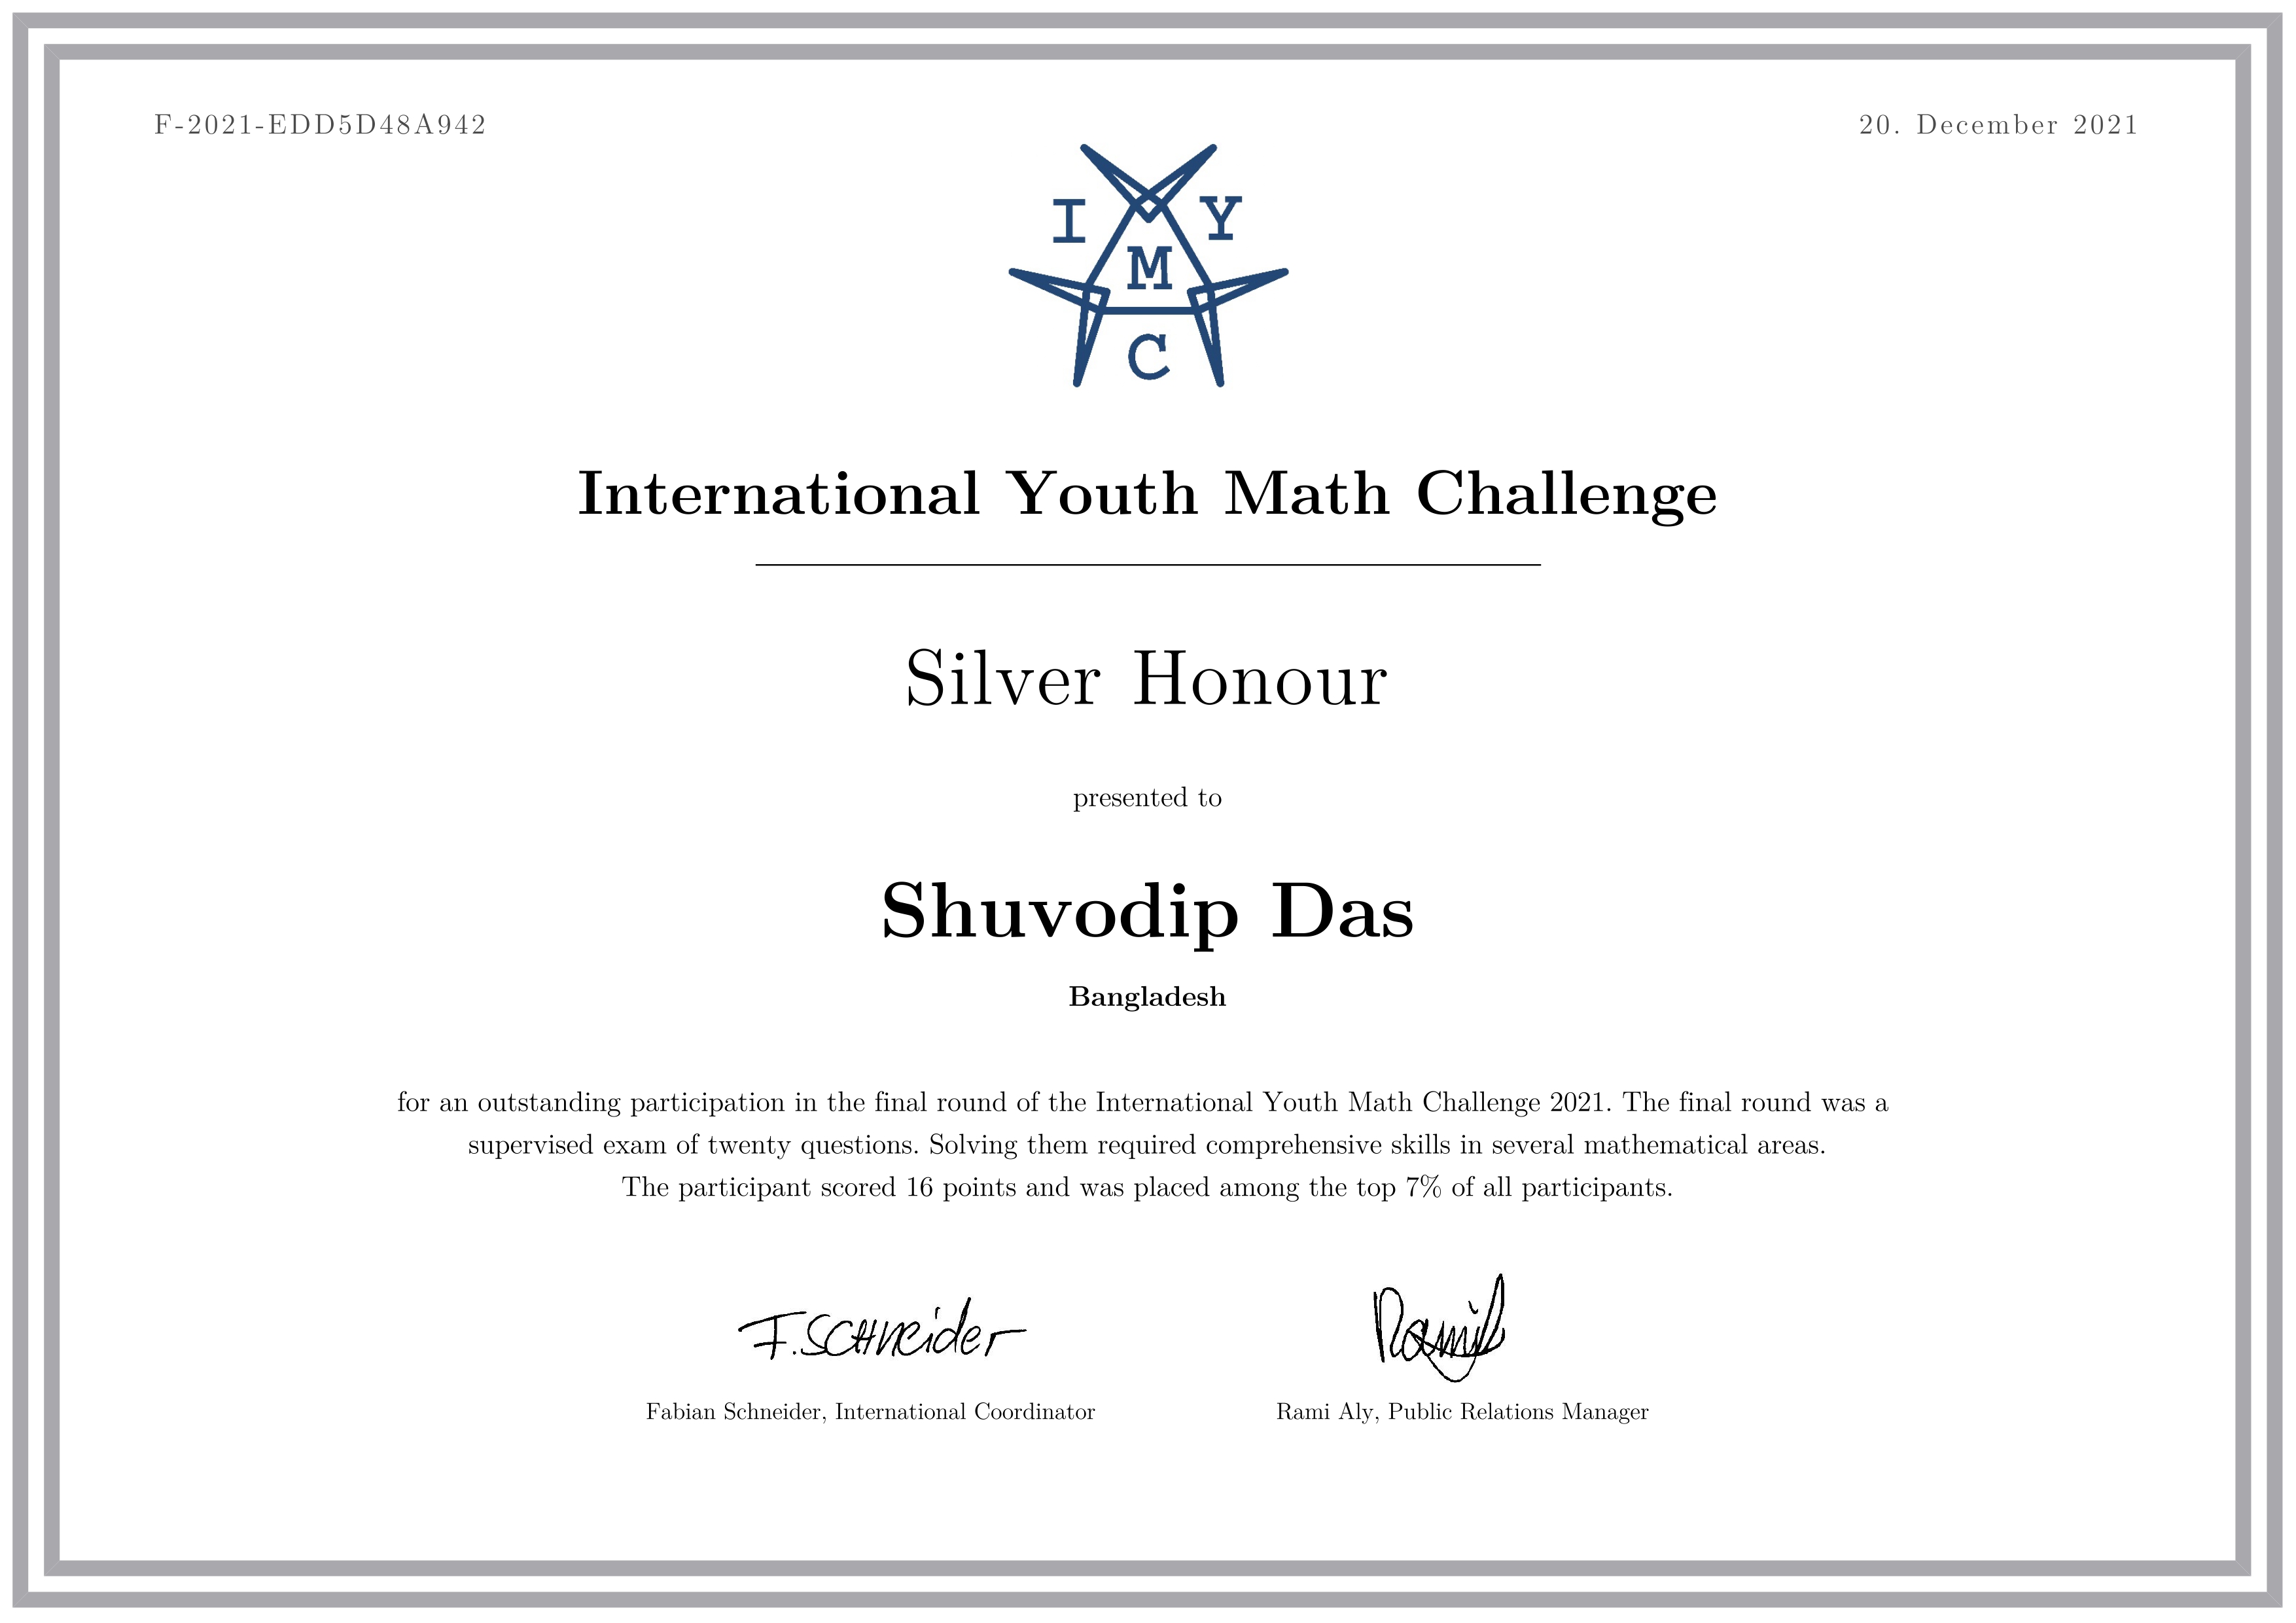 F-2021-EDD5D48A942
20. December 2021
I Y
M
C
International Youth Math Challenge
Silver Honour
presented to
Shuvodip Das
Bangladesh
for an outstanding participation in the final round of the International Youth Math Challenge 2021. The final round was a
supervised exam of twenty questions. Solving them required comprehensive skills in several mathematical areas.
The participant scored 16 points and was placed among the top 7% of all participants.
F. SCHneider
Rami
Fabian Schneider, International Coordinator
Rami Aly, Public Relations Manager